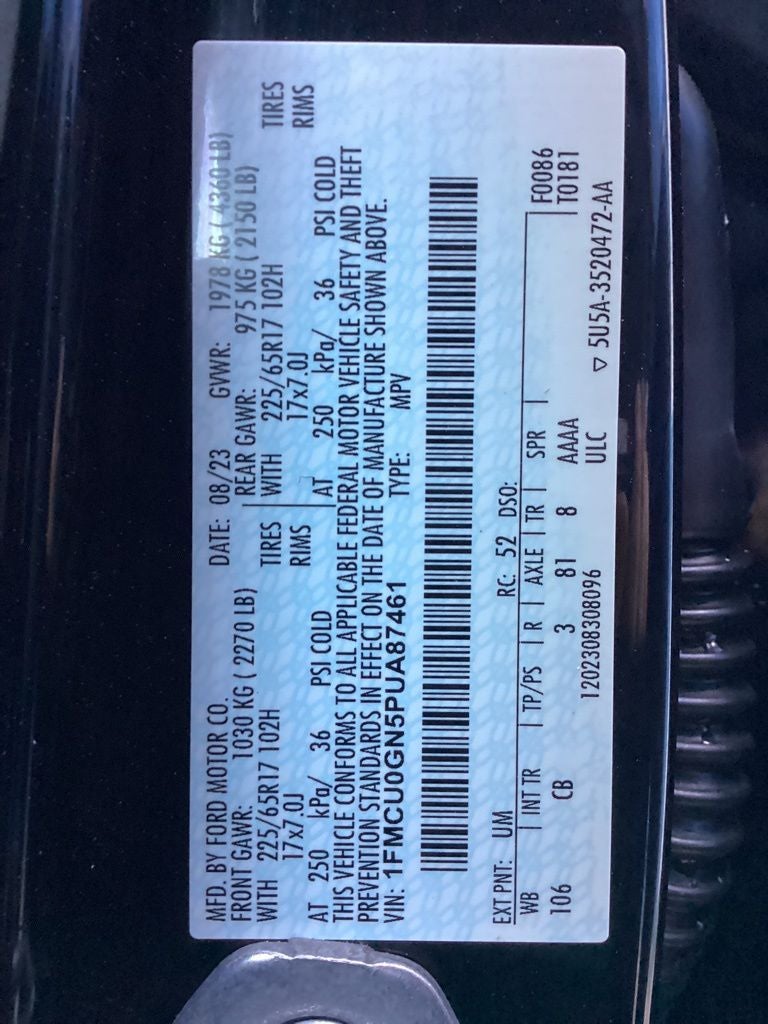 MFD. BY FORD MOTOR CO. DATE: 08/23 GVWR: 1978 KG ( 4360 LB)
FRONT GAWR: 1030 KG ( 2270 LB) REAR GAWR: 975 KG ( 2150 LB)
WITH 225/65R17 102H TIRES WITH 225/65R17 102H TIRES
17x7.0J RIMS 17x7.0J RIMS
AT 250 kPa/ 36 PSI COLD AT 250 kPa/ 36 PSI COLD
THIS VEHICLE CONFORMS TO ALL APPLICABLE FEDERAL MOTOR VEHICLE SAFETY AND THEFT
PREVENTION STANDARDS IN EFFECT ON THE DATE OF MANUFACTURE SHOWN ABOVE.
VIN: 1FMCU0GN5PUA87461 TYPE: MPV
EXT PNT: UM RC: 52 DSO:
WB INT TR TP/PS R AXLE TR SPR F0086
106 CB 3 81 8 AAAA T0181
ULC
1202308308096 ▽ 5U5A-3520472-AA